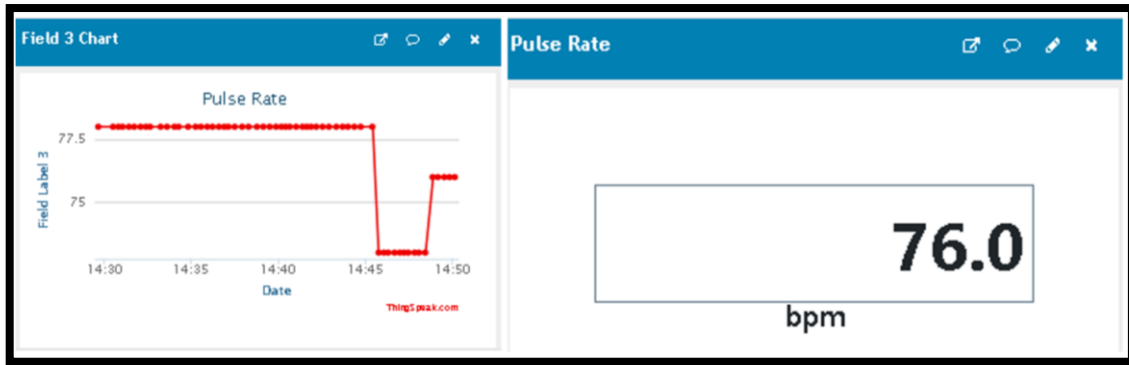 Field 3 Chart
Pulse Rate
77.5
75
Field Label 3
14:30 14:35 14:40 14:45 14:50
Date
ThingSpeak.com
Pulse Rate
76.0
bpm